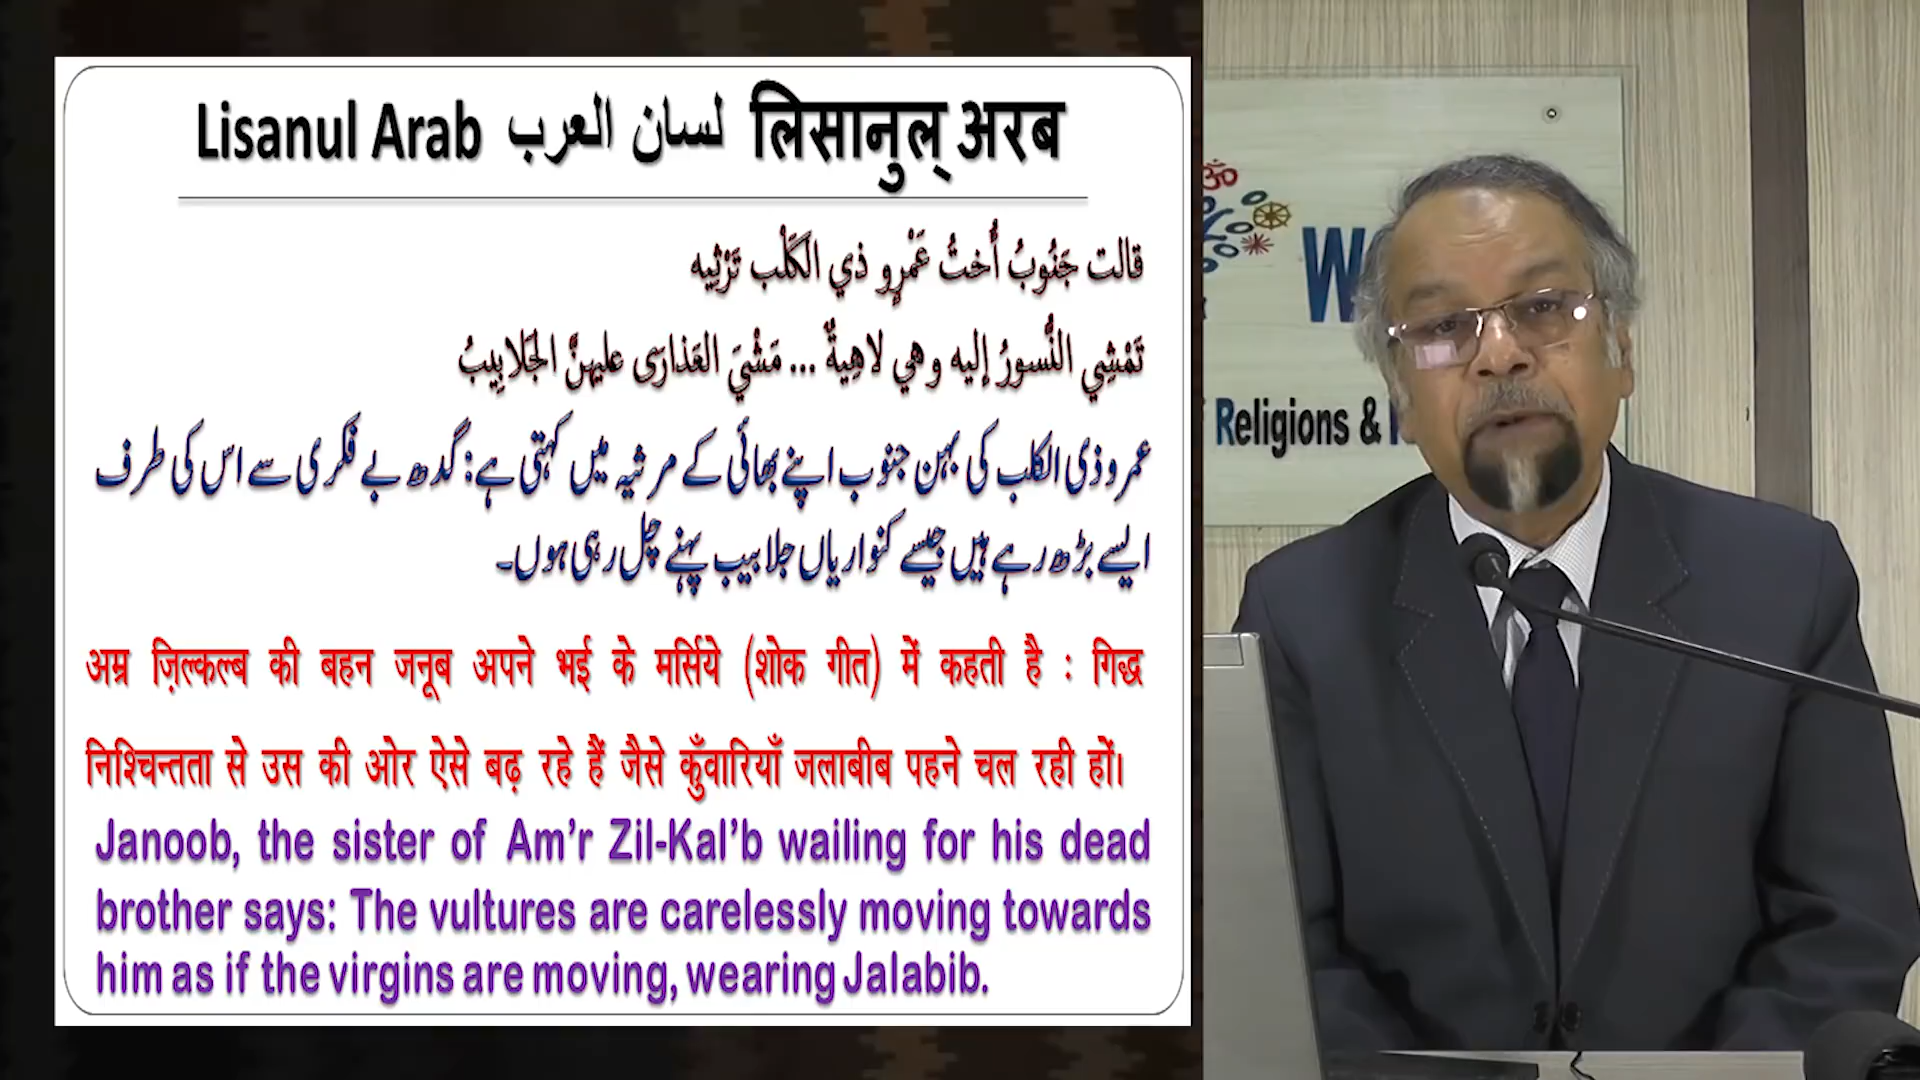 Lisanul Arab لسان العرب लिसानुल् अरब
قالت جَنُوبُ أُختُ عَمْرٍو ذي الكَلْب تَرْثِيه
تَمْشِي النُّسورُ إليه وهي لاهِيةٌ ... مَشْيَ العَذارَى عليهنَّ الجَلابِيبُ
عمرو ذی الکلب کی بہن جنوب اپنے بھائی کے مرثیہ میں کہتی ہے: گدھ بے فکری سے اس کی طرف
ایسے بڑھ رہے ہیں جیسے کنواریاں جلابیب پہنے چل رہی ہوں۔
अम्र ज़िल्कल्ब की बहन जनूब अपने भई के मर्सिये (शोक गीत) में कहती है : गिद्ध
निश्चिन्तता से उस की ओर ऐसे बढ़ रहे हैं जैसे कुँवारियाँ जलाबीब पहने चल रही हों।
Janoob, the sister of Am’r Zil-Kal’b wailing for his dead
brother says: The vultures are carelessly moving towards
him as if the virgins are moving, wearing Jalabib.
ॐ
Religions &